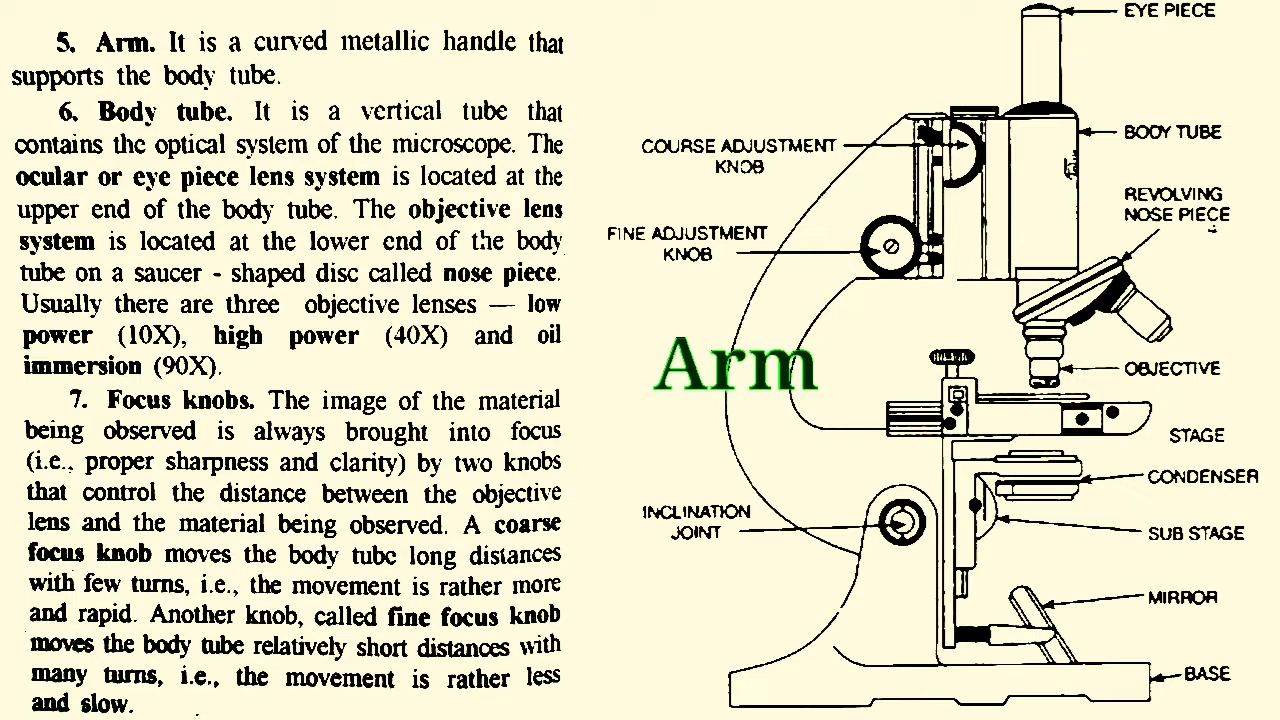 5. Arm. It is a curved metallic handle that
supports the body tube.
6. Body tube. It is a vertical tube that
contains the optical system of the microscope. The
ocular or eye piece lens system is located at the
upper end of the body tube. The objective lens
system is located at the lower end of the body
tube on a saucer - shaped disc called nose piece.
Usually there are three objective lenses — low
power (10X), high power (40X) and oil
immersion (90X).
7. Focus knobs. The image of the material
being observed is always brought into focus
(i.e., proper sharpness and clarity) by two knobs
that control the distance between the objective
lens and the material being observed. A coarse
focus knob moves the body tube long distances
with few turns, i.e., the movement is rather more
and rapid. Another knob, called fine focus knob
moves the body tube relatively short distances with
many turns, i.e., the movement is rather less
and slow.
EYE PIECE
COURSE ADJUSTMENT
KNOB
BODY TUBE
REVOLVING
NOSE PIECE
FINE ADJUSTMENT
KNOB
Arm
OBJECTIVE
STAGE
CONDENSER
INCLINATION
JOINT
SUB STAGE
MIRROR
BASE